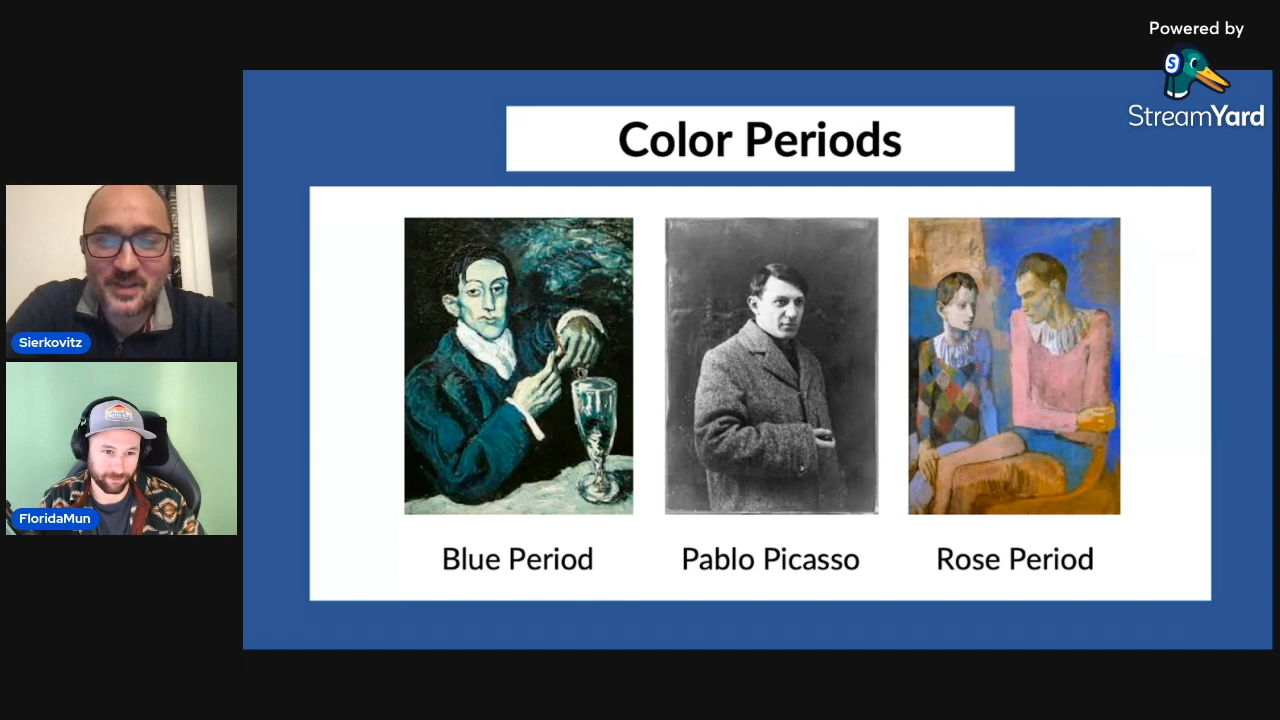 Powered by
S
StreamYard
Color Periods
Sierkovitz
FloridaMun
Blue Period
Pablo Picasso
Rose Period